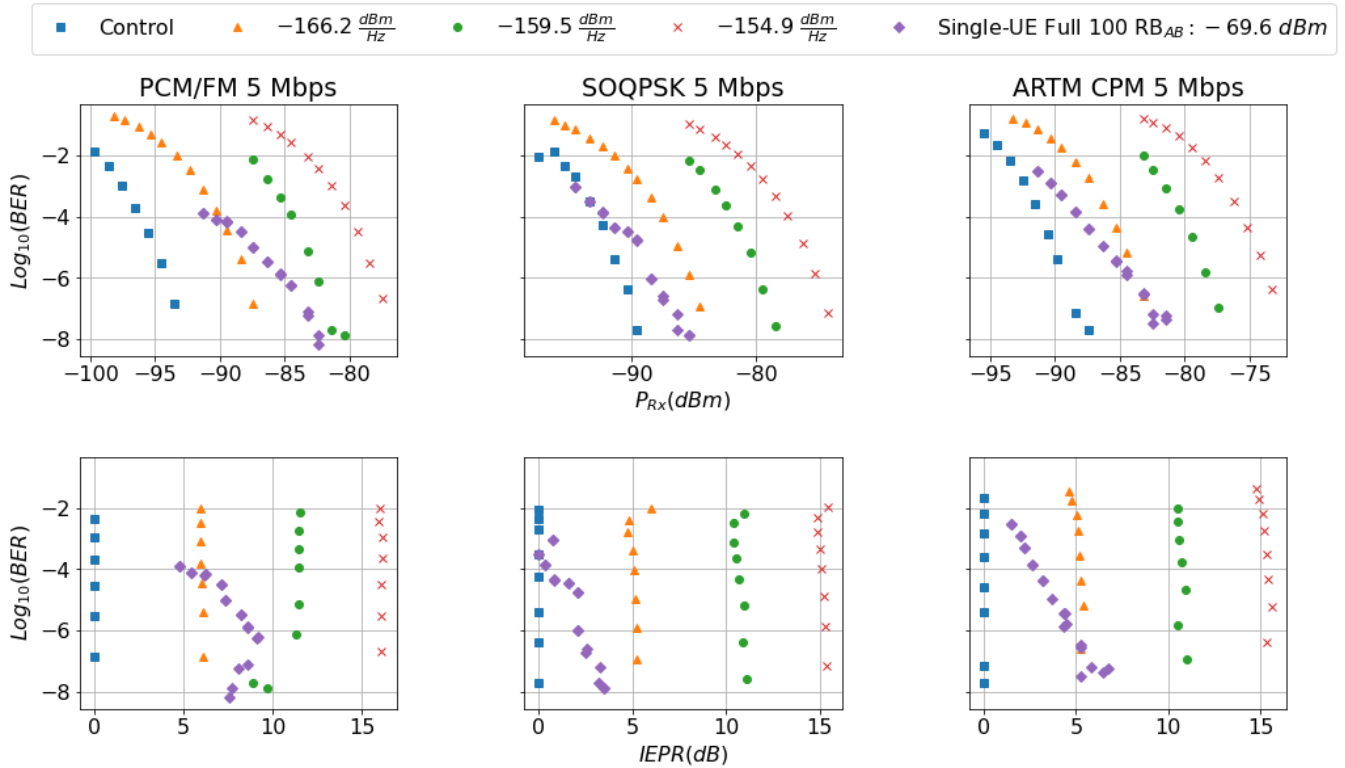 Control −166.2 dBm/Hz −159.5 dBm/Hz −154.9 dBm/Hz Single-UE Full 100 RB_AB: − 69.6 dBm
PCM/FM 5 Mbps SOQPSK 5 Mbps ARTM CPM 5 Mbps
Log₁₀(BER)
−2
−4
−6
−8
−100 −95 −90 −85 −80
−90 −80
−95 −90 −85 −80 −75
P_Rx(dBm)
Log₁₀(BER)
−2
−4
−6
−8
0 5 10 15
0 5 10 15
0 5 10 15
IEPR(dB)